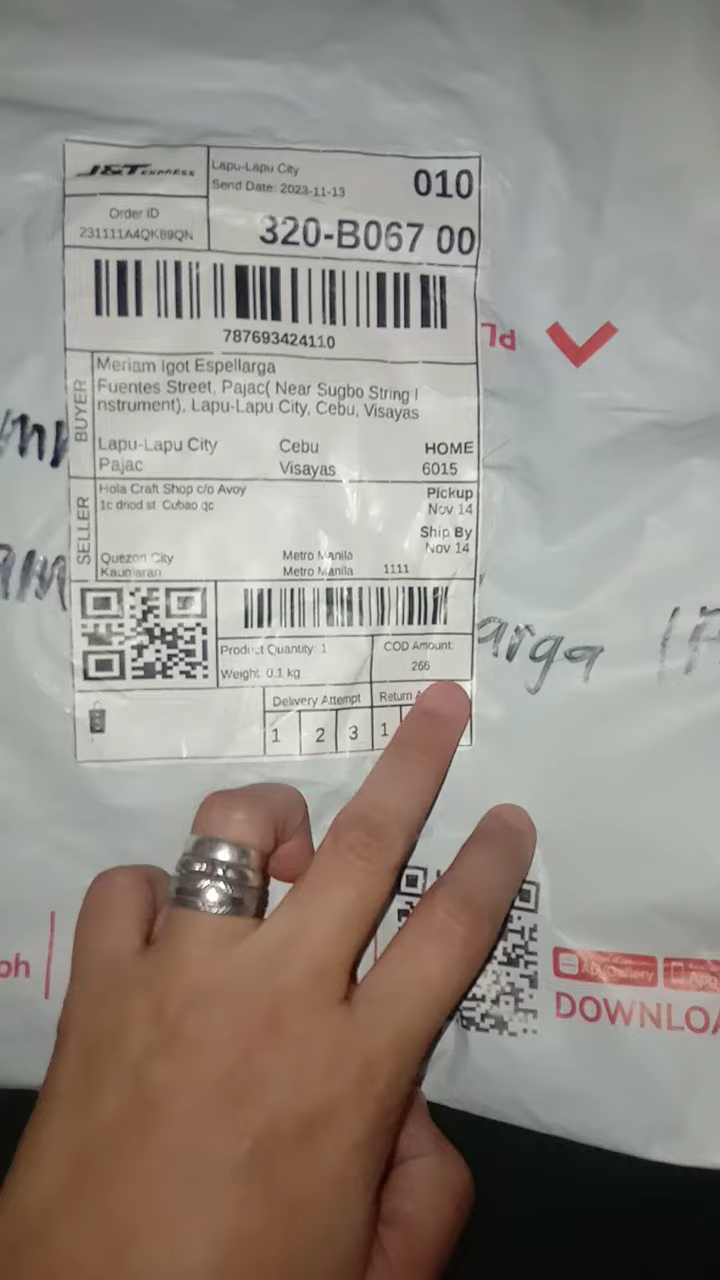 J&T EXPRESS
Lapu-Lapu City
Send Date: 2023-11-13
010
Order ID
231111A4QKB9QN
320-B067 00
787693424110
PL
BUYER
Meriam Igot Espellarga
Fuentes Street, Pajac( Near Sugbo String I
nstrument), Lapu-Lapu City, Cebu, Visayas
Lapu-Lapu City Cebu HOME
Pajac Visayas 6015
SELLER
Hola Craft Shop c/o Avoy
1c driod st. Cubao qc
Pickup
Nov 14
Ship By
Nov 14
Quezon City Metro Manila
Kaunlaran Metro Manila 1111
arga
Product Quantity: 1
COD Amount:
266
Weight: 0.1 kg
Delivery Attempt Return
1 2 3 1
ph
AppGallery
DOWNLOA